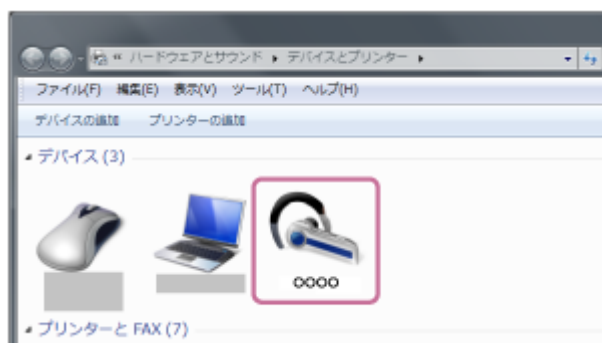 « ハードウェアとサウンド ▸ デバイスとプリンター ▸
ファイル(F) 編集(E) 表示(V) ツール(T) ヘルプ(H)
デバイスの追加 プリンターの追加
デバイス (3)
○○○○
プリンターと FAX (7)